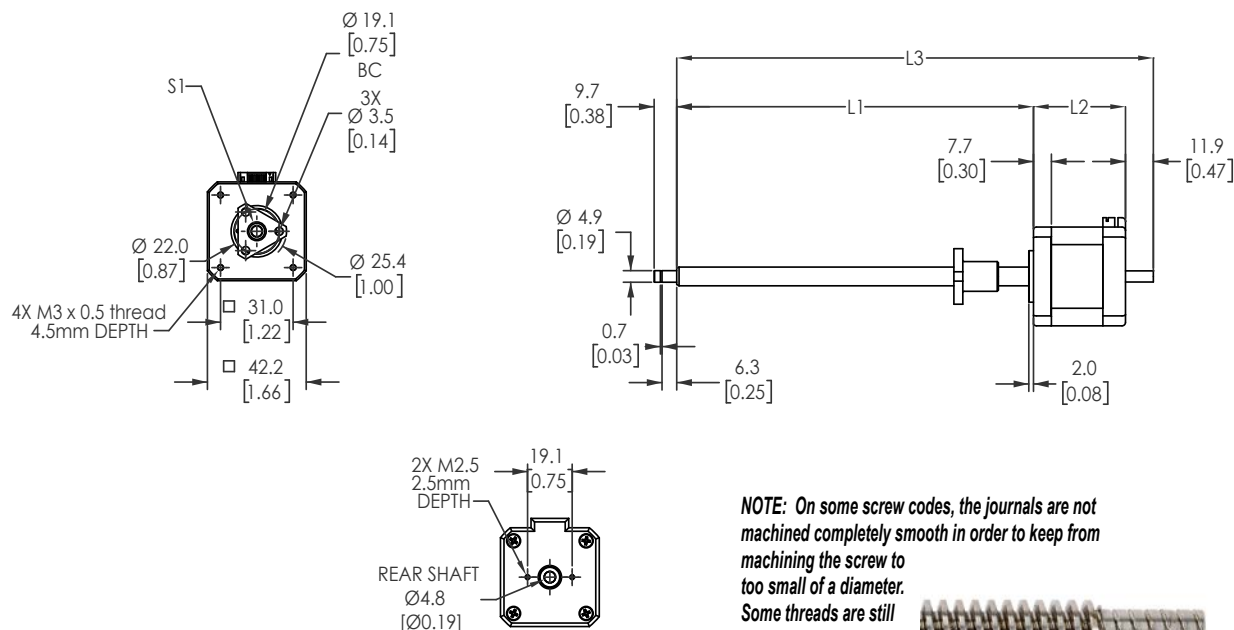 Ø 19.1
[0.75]
BC
S1
3X
Ø 3.5
[0.14]
Ø 22.0
[0.87]
Ø 25.4
[1.00]
4X M3 x 0.5 thread
4.5mm DEPTH
□ 31.0
[1.22]
□ 42.2
[1.66]
L3
9.7
[0.38]
L1
L2
7.7
[0.30]
11.9
[0.47]
Ø 4.9
[0.19]
0.7
[0.03]
6.3
[0.25]
2.0
[0.08]
2X M2.5
2.5mm
DEPTH
19.1
0.75
REAR SHAFT
Ø4.8
[Ø0.19]
NOTE: On some screw codes, the journals are not
machined completely smooth in order to keep from
machining the screw to
too small of a diameter.
Some threads are still